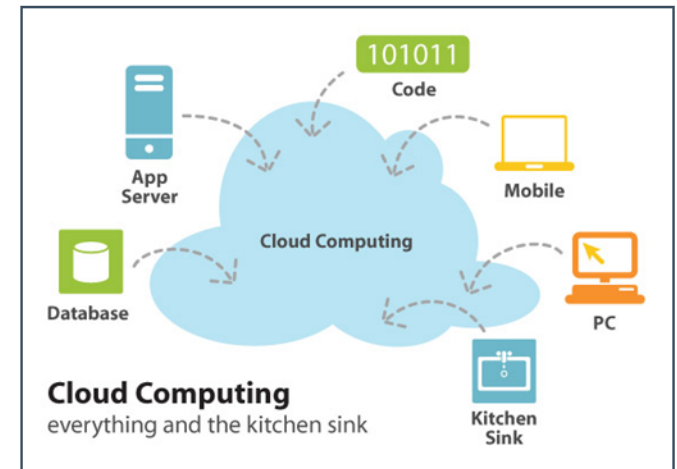 101011
Code
App
Server
Mobile
Cloud Computing
Database
PC
Kitchen
Sink
Cloud Computing
everything and the kitchen sink